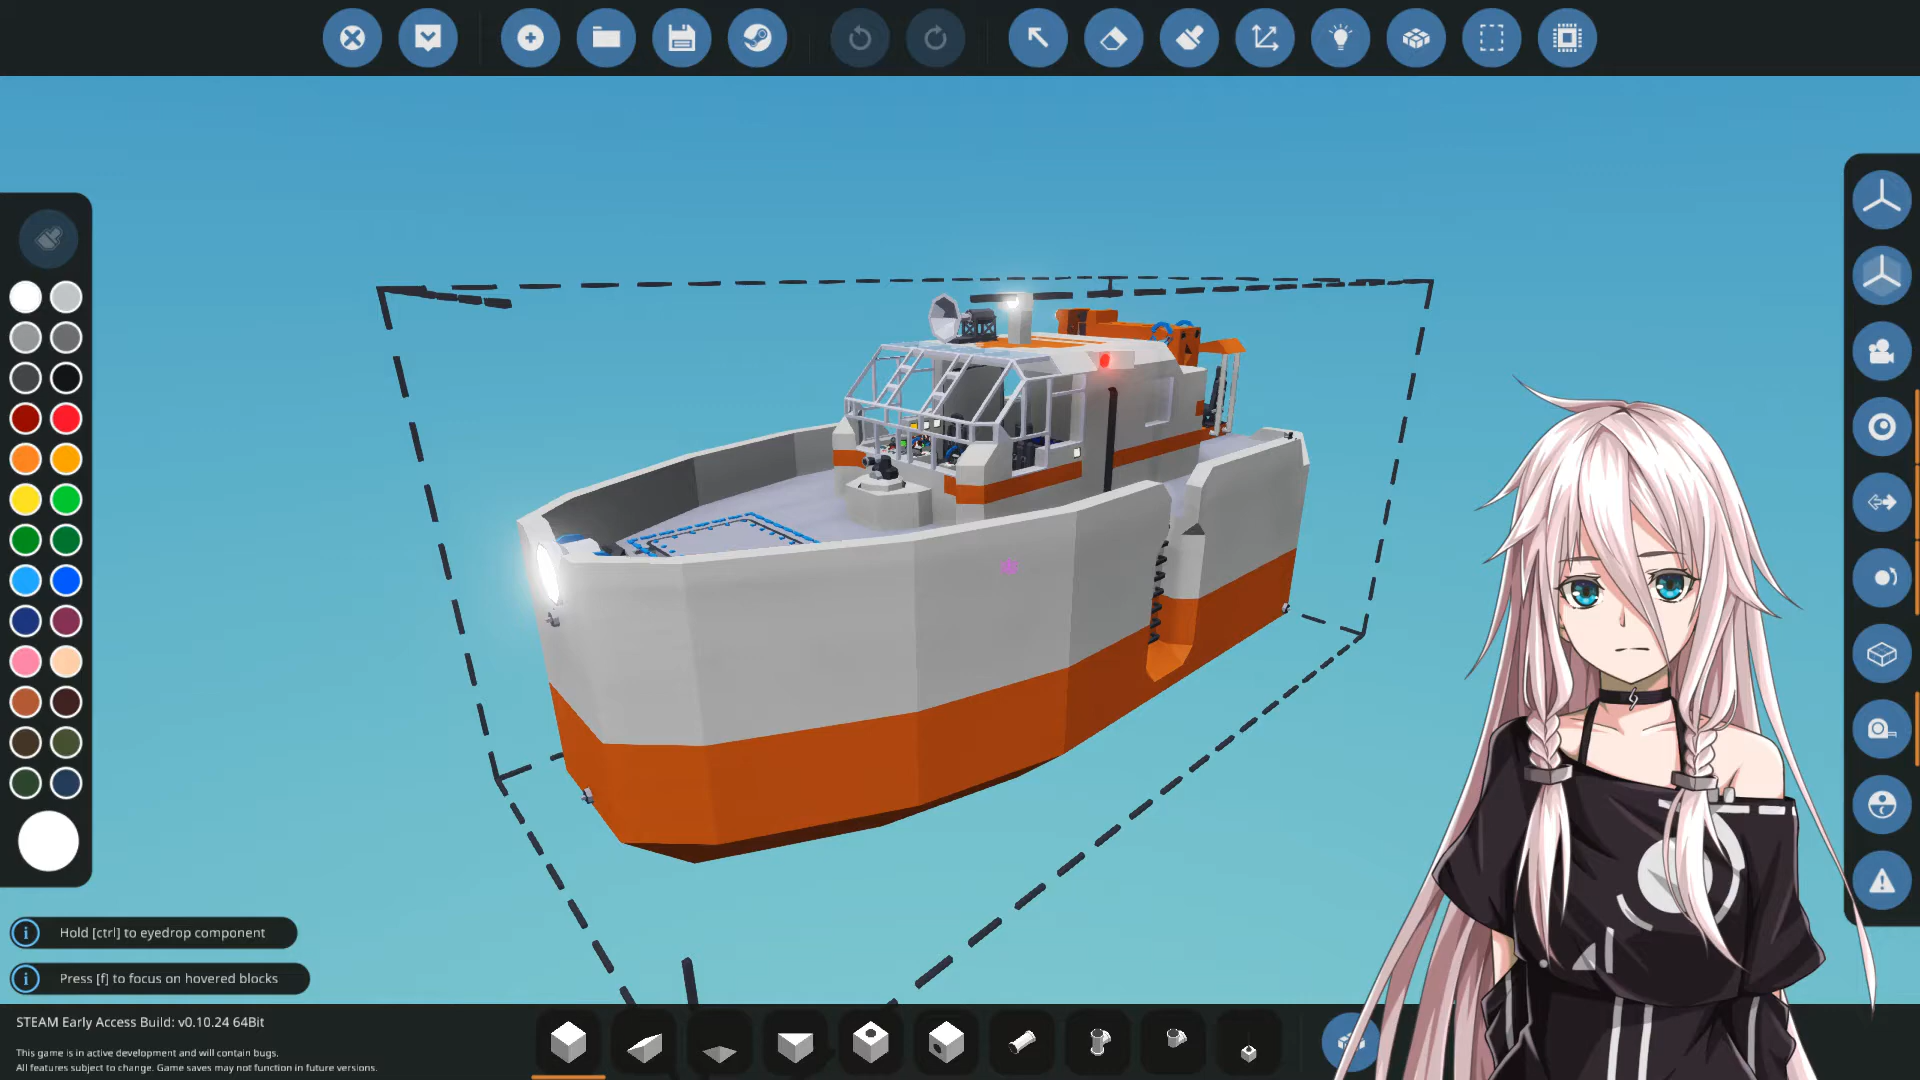 Hold [ctrl] to eyedrop component
Press [f] to focus on hovered blocks
STEAM Early Access Build: v0.10.24 64Bit
This game is in active development and will contain bugs.
All features subject to change. Game saves may not function in future versions.